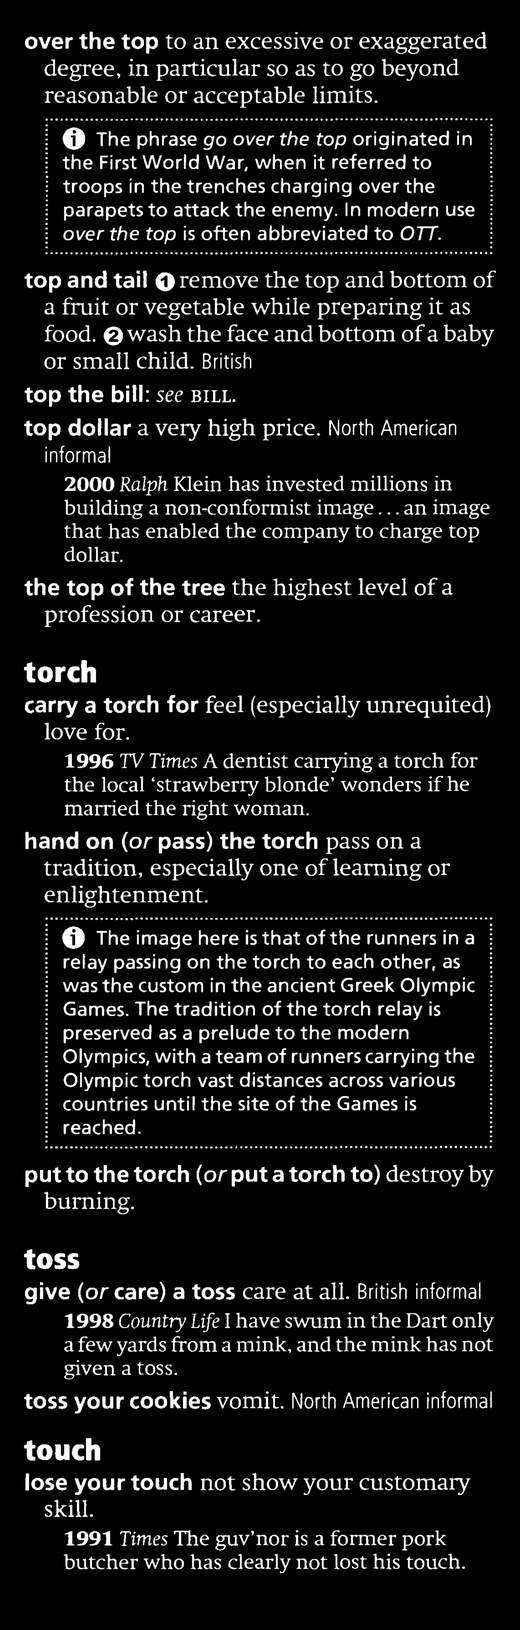 over the top to an excessive or exaggerated
degree, in particular so as to go beyond
reasonable or acceptable limits.
i The phrase go over the top originated in
the First World War, when it referred to
troops in the trenches charging over the
parapets to attack the enemy. In modern use
over the top is often abbreviated to OTT.
top and tail ❶ remove the top and bottom of
a fruit or vegetable while preparing it as
food. ❷ wash the face and bottom of a baby
or small child. British
top the bill: see BILL.
top dollar a very high price. North American
informal
2000 Ralph Klein has invested millions in
building a non-conformist image...an image
that has enabled the company to charge top
dollar.
the top of the tree the highest level of a
profession or career.
torch
carry a torch for feel (especially unrequited)
love for.
1996 TV Times A dentist carrying a torch for
the local ‘strawberry blonde’ wonders if he
married the right woman.
hand on (or pass) the torch pass on a
tradition, especially one of learning or
enlightenment.
i The image here is that of the runners in a
relay passing on the torch to each other, as
was the custom in the ancient Greek Olympic
Games. The tradition of the torch relay is
preserved as a prelude to the modern
Olympics, with a team of runners carrying the
Olympic torch vast distances across various
countries until the site of the Games is
reached.
put to the torch (or put a torch to) destroy by
burning.
toss
give (or care) a toss care at all. British informal
1998 Country Life I have swum in the Dart only
a few yards from a mink, and the mink has not
given a toss.
toss your cookies vomit. North American informal
touch
lose your touch not show your customary
skill.
1991 Times The guv’nor is a former pork
butcher who has clearly not lost his touch.